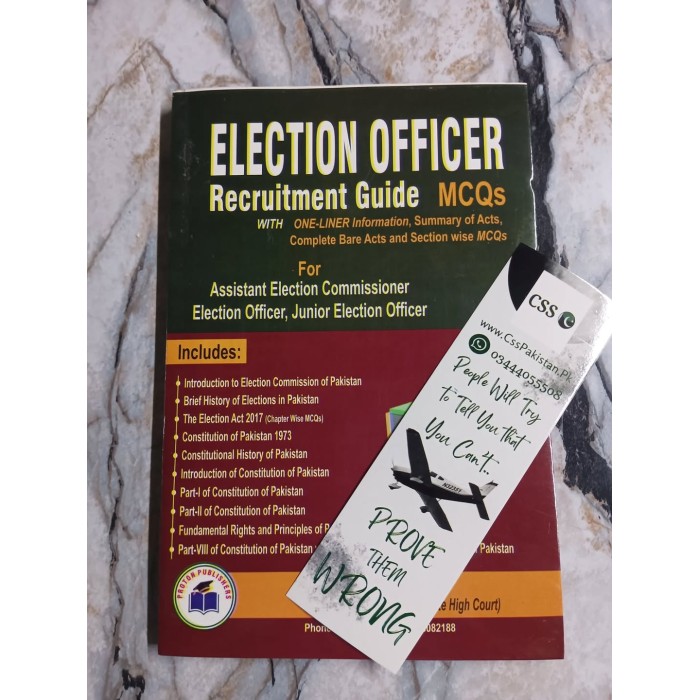 ELECTION OFFICER
Recruitment Guide MCQs
WITH ONE-LINER Information, Summary of Acts,
Complete Bare Acts and Section wise MCQs
For
Assistant Election Commissioner
Election Officer, Junior Election Officer
Includes:
Introduction to Election Commission of Pakistan
Brief History of Elections in Pakistan
The Election Act 2017 (Chapter Wise MCQs)
Constitution of Pakistan 1973
Constitutional History of Pakistan
Introduction of Constitution of Pakistan
Part-I of Constitution of Pakistan
Part-II of Constitution of Pakistan
Fundamental Rights and Principles of P
Part-VIII of Constitution of Pakistan
Pakistan
PROTON PUBLISHERS
High Court)
Phon
082188
CSS
www.CssPakistan.P
03444055508
People Will Try
to Tell You that
You Can't..
PROVE
THEM
WRONG